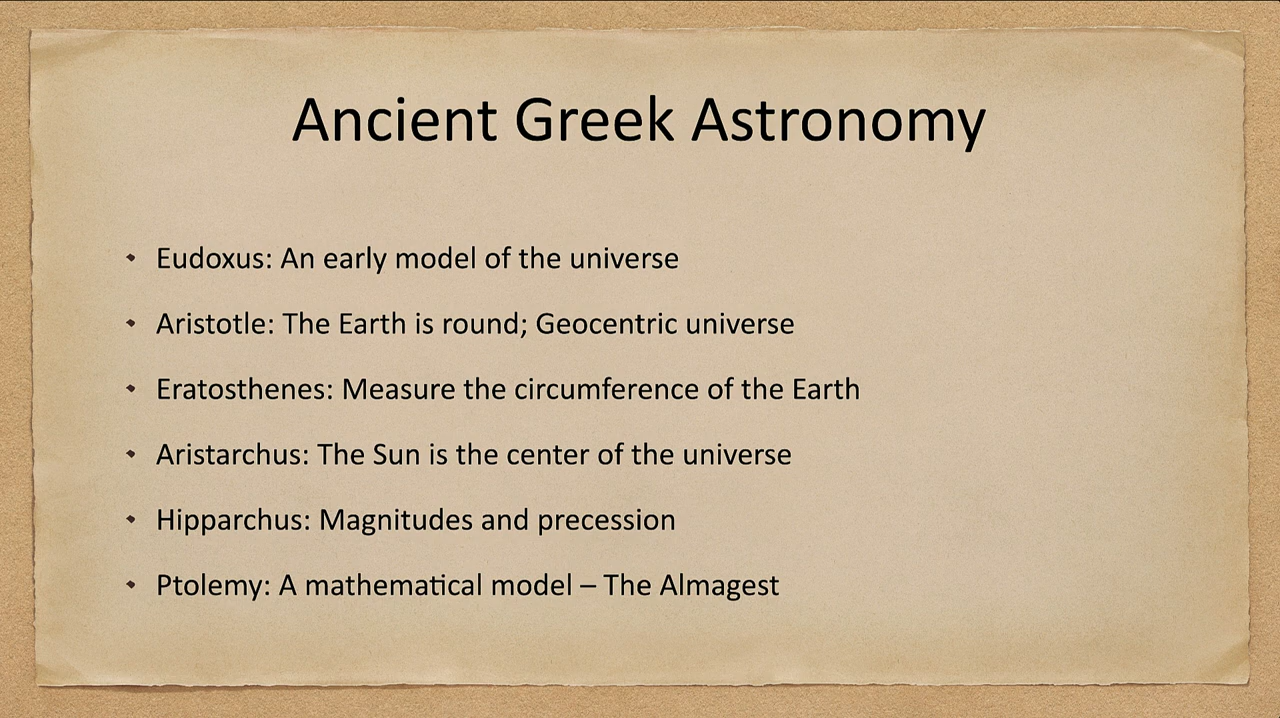 Ancient Greek Astronomy
• Eudoxus: An early model of the universe
• Aristotle: The Earth is round; Geocentric universe
• Eratosthenes: Measure the circumference of the Earth
• Aristarchus: The Sun is the center of the universe
• Hipparchus: Magnitudes and precession
• Ptolemy: A mathematical model – The Almagest